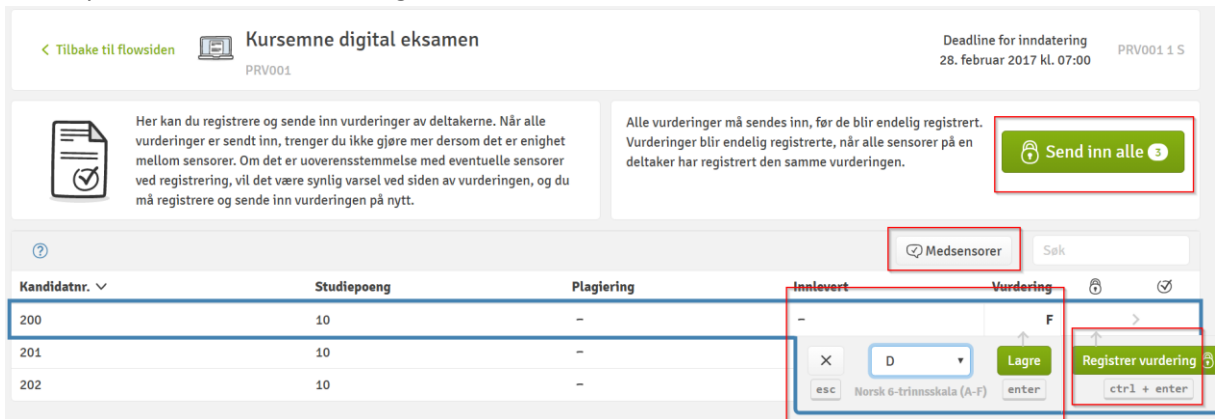 Tilbake til flowsiden
Kursemne digital eksamen
PRV001
Deadline for inndatering
28. februar 2017 kl. 07:00
PRV001 1 S
Her kan du registrere og sende inn vurderinger av deltakerne. Når alle
vurderinger er sendt inn, trenger du ikke gjøre mer dersom det er enighet
mellom sensorer. Om det er uoverensstemmelse med eventuelle sensorer
ved registrering, vil det være synlig varsel ved siden av vurderingen, og du
må registrere og sende inn vurderingen på nytt.
Alle vurderinger må sendes inn, før de blir endelig registrert.
Vurderinger blir endelig registrerte, når alle sensorer på en
deltaker har registrert den samme vurderingen.
Send inn alle 3
?
Medsensorer
Søk
Kandidatnr. Studiepoeng Plagiering Innlevert Vurdering
200 10 – – F
201 10 –
202 10 –
× D Lagre Registrer vurdering
esc Norsk 6-trinnsskala (A-F) enter ctrl + enter